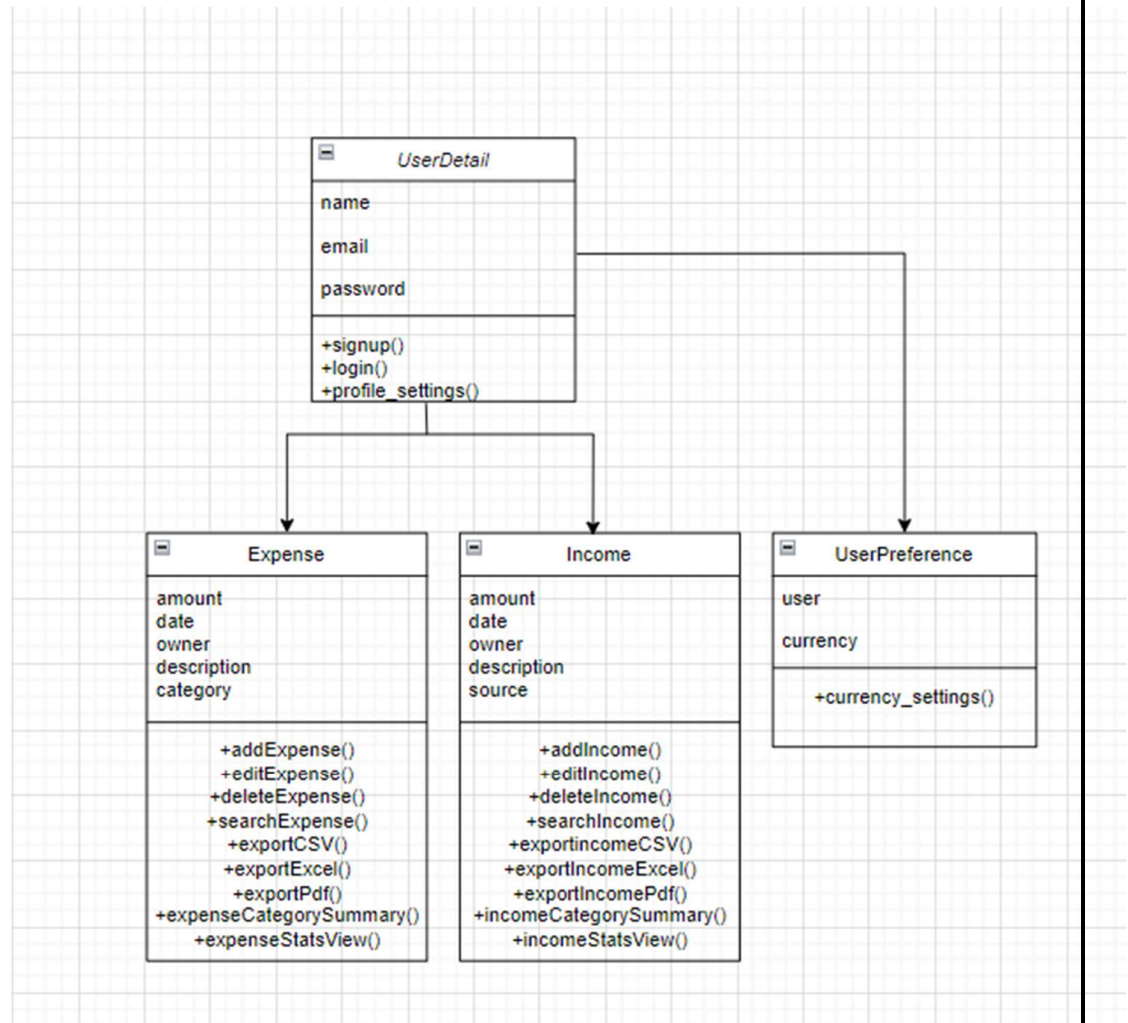 UserDetail
name
email
password
+signup()
+login()
+profile_settings()
Expense
amount
date
owner
description
category
+addExpense()
+editExpense()
+deleteExpense()
+searchExpense()
+exportCSV()
+exportExcel()
+exportPdf()
+expenseCategorySummary()
+expenseStatsView()
Income
amount
date
owner
description
source
+addIncome()
+editIncome()
+deleteIncome()
+searchIncome()
+exportincomeCSV()
+exportIncomeExcel()
+exportIncomePdf()
+incomeCategorySummary()
+incomeStatsView()
UserPreference
user
currency
+currency_settings()